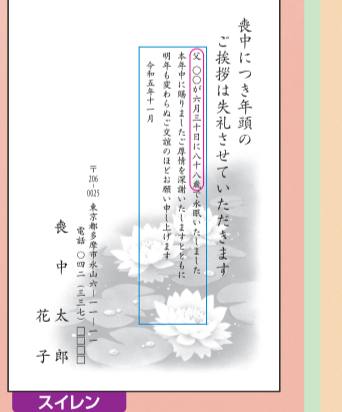 喪中につき年頭の
ご挨拶は失礼させていただきます
父 〇〇が六月三十日に八十八歳で永眠いたしました
本年中に賜りましたご厚情を深謝いたしますとともに
明年も変わらぬご交誼のほどお願い申し上げます
令和五年十一月
〒206-0025 東京都多摩市永山六-一一-一一
電話 〇四二(三三七)□□□□
喪中 太郎
花子
スイレン